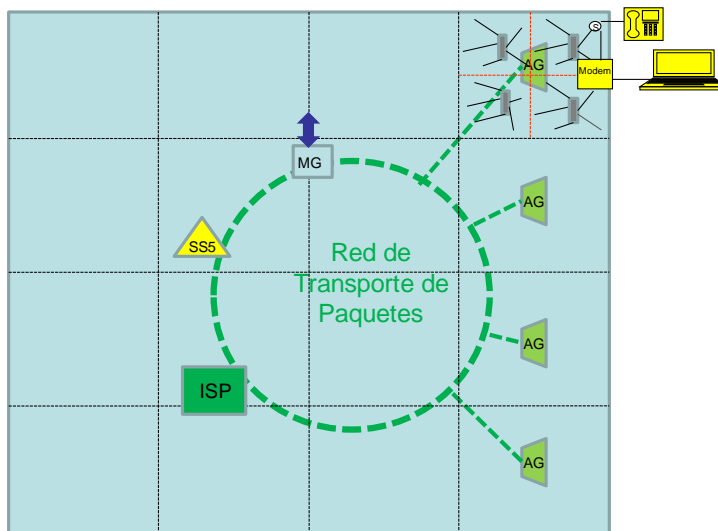 S
AG
Modem
MG
AG
SS5
Red de
Transporte de
Paquetes
AG
ISP
AG